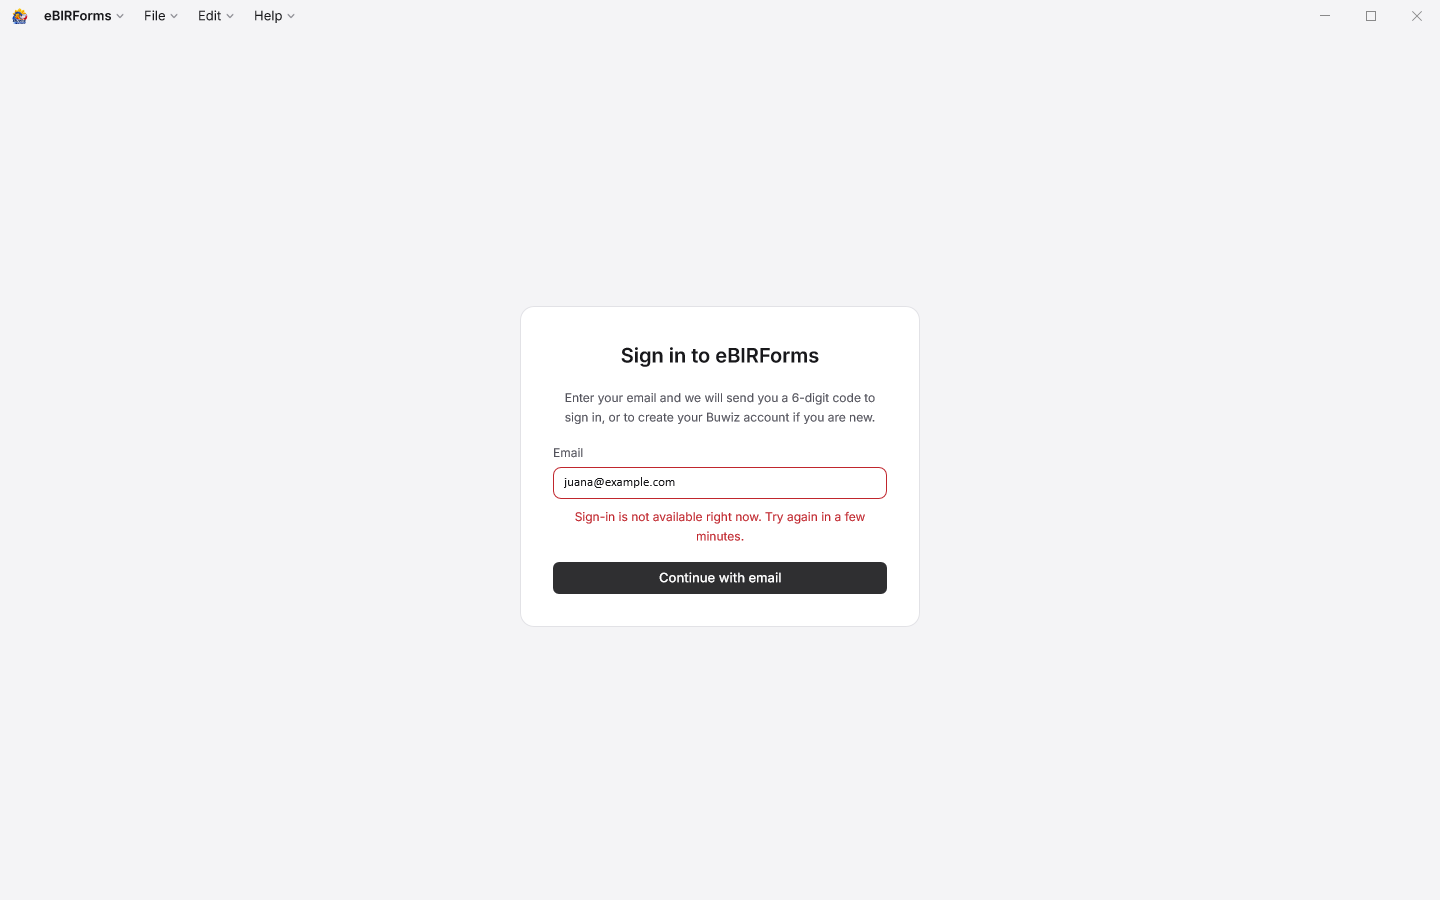 eBIRForms File Edit Help
Sign in to eBIRForms
Enter your email and we will send you a 6-digit code to
sign in, or to create your Buwiz account if you are new.
Email
juana@example.com
Sign-in is not available right now. Try again in a few
minutes.
Continue with email